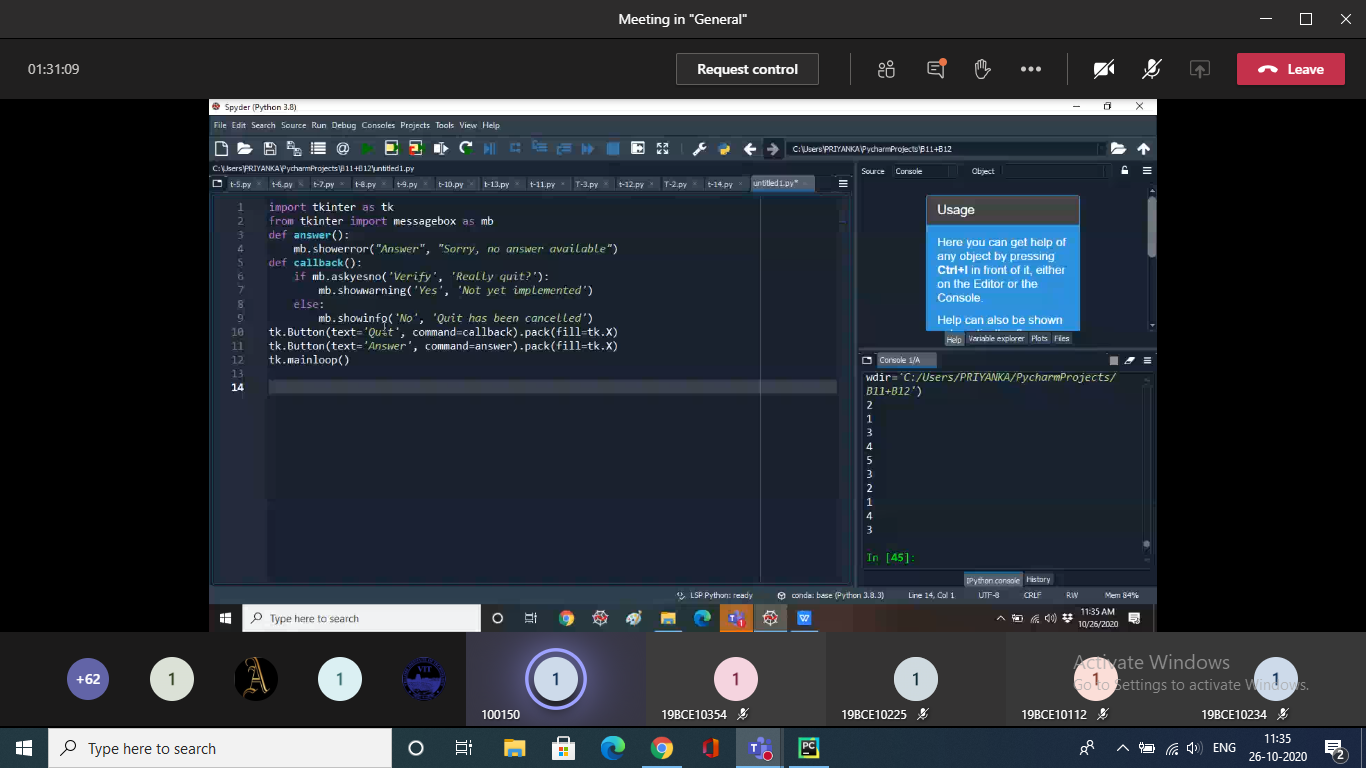 Meeting in "General"
01:31:09
Request control
Leave
Spyder (Python 3.8)
File Edit Search Source Run Debug Consoles Projects Tools View Help
C:\Users\PRIYANKA\PycharmProjects\B11+B12
C:\Users\PRIYANKA\PycharmProjects\B11+B12\untitled1.py
t-5.py t-6.py t-7.py t-8.py t-9.py t-10.py t-13.py t-11.py T-3.py t-12.py T-2.py t-14.py untitled1.py*
1 import tkinter as tk
2 from tkinter import messagebox as mb
3 def answer():
4 mb.showerror("Answer", "Sorry, no answer available")
5 def callback():
6 if mb.askyesno('Verify', 'Really quit?'):
7 mb.showwarning('Yes', 'Not yet implemented')
8 else:
9 mb.showinfo('No', 'Quit has been cancelled')
10 tk.Button(text='Quit', command=callback).pack(fill=tk.X)
11 tk.Button(text='Answer', command=answer).pack(fill=tk.X)
12 tk.mainloop()
13
14
Source Console Object
Usage
Here you can get help of
any object by pressing
Ctrl+I in front of it, either
on the Editor or the
Console.
Help can also be shown
Help Variable explorer Plots Files
Console 1/A
wdir='C:/Users/PRIYANKA/PycharmProjects/
B11+B12')
2
1
3
4
5
3
2
1
4
3
In [45]:
IPython console History
LSP Python: ready conda: base (Python 3.8.3) Line 14, Col 1 UTF-8 CRLF RW Mem 84%
Type here to search
1
11:35 AM
10/26/2020
+62 1 A 1 VIT 1 1 1 1 1
100150 19BCE10354 19BCE10225 19BCE10112 19BCE10234
Activate Windows
Go to Settings to activate Windows.
Type here to search
ENG
11:35
26-10-2020
2